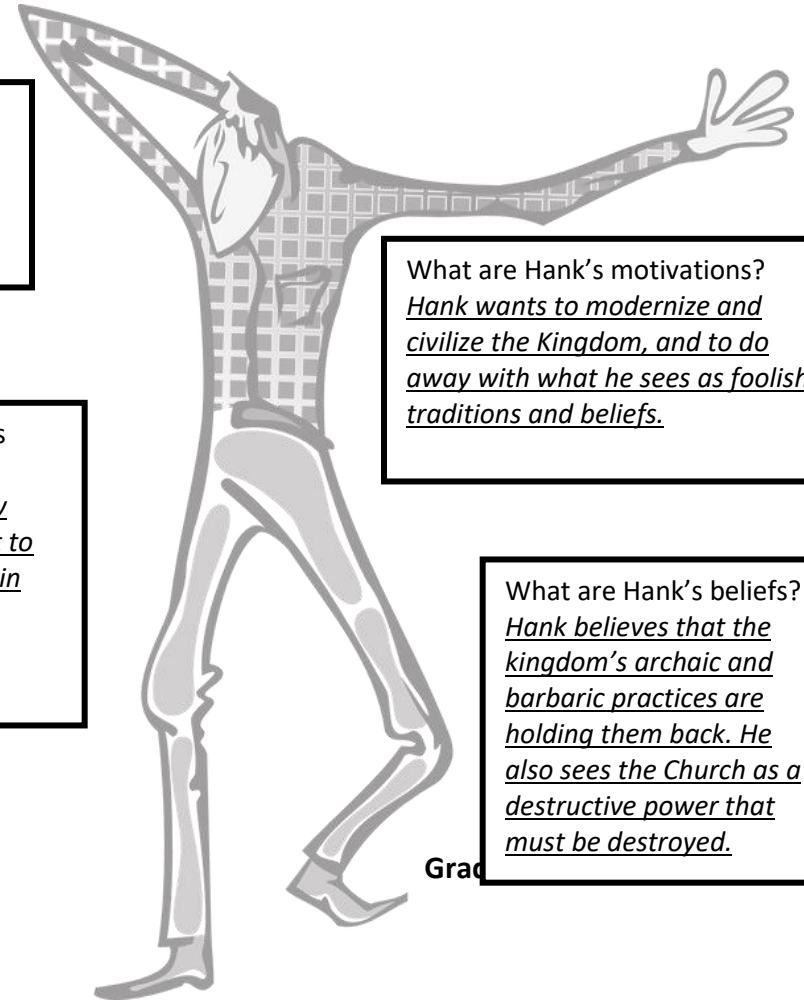 What are Hank's motivations?
Hank wants to modernize and
civilize the Kingdom, and to do
away with what he sees as foolish
traditions and beliefs.
to
in
What are Hank's beliefs?
Hank believes that the
kingdom's archaic and
barbaric practices are
holding them back. He
also sees the Church as a
destructive power that
must be destroyed.